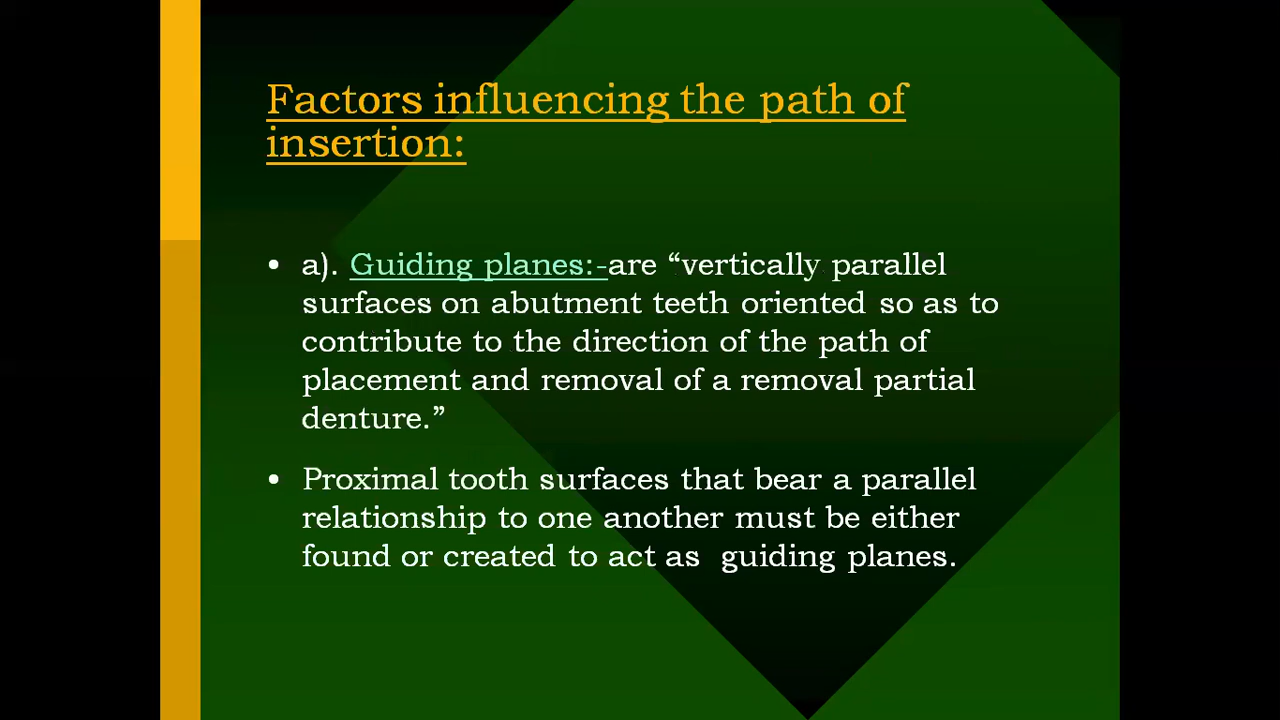 Factors influencing the path of
insertion:
• a). Guiding planes:-are “vertically parallel
surfaces on abutment teeth oriented so as to
contribute to the direction of the path of
placement and removal of a removal partial
denture.”
• Proximal tooth surfaces that bear a parallel
relationship to one another must be either
found or created to act as  guiding planes.